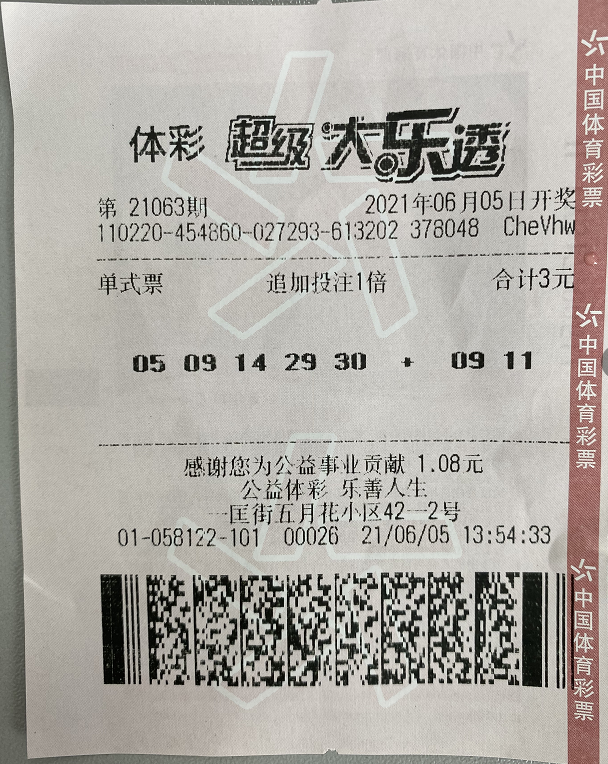 体彩 超级大乐透
第 21063期 2021年06月05日开奖
110220-454860-027293-613202 378048 CheVhw
单式票 追加投注1倍 合计3元
05 09 14 29 30 + 09 11
感谢您为公益事业贡献 1.08元
公益体彩 乐善人生
一匡街五月花小区42—2号
01-058122-101 00026 21/06/05 13:54:33
中国体育彩票
中国体育彩票
中国体育彩票